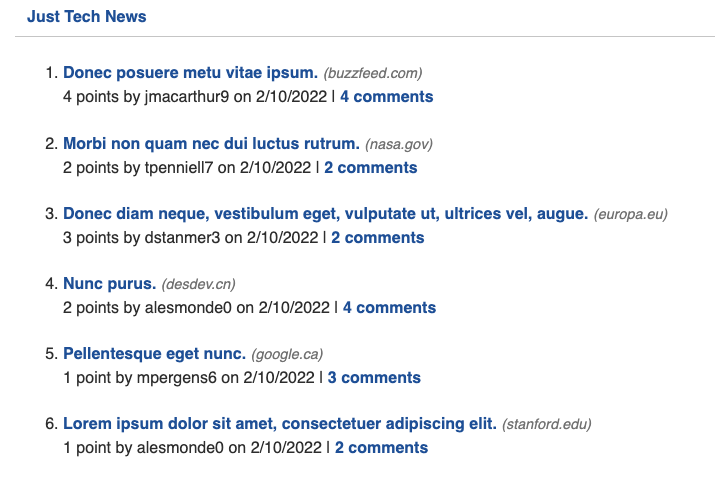 Just Tech News
1. Donec posuere metu vitae ipsum. (buzzfeed.com)
4 points by jmacarthur9 on 2/10/2022 | 4 comments
2. Morbi non quam nec dui luctus rutrum. (nasa.gov)
2 points by tpenniell7 on 2/10/2022 | 2 comments
3. Donec diam neque, vestibulum eget, vulputate ut, ultrices vel, augue. (europa.eu)
3 points by dstanmer3 on 2/10/2022 | 2 comments
4. Nunc purus. (desdev.cn)
2 points by alesmonde0 on 2/10/2022 | 4 comments
5. Pellentesque eget nunc. (google.ca)
1 point by mpergens6 on 2/10/2022 | 3 comments
6. Lorem ipsum dolor sit amet, consectetuer adipiscing elit. (stanford.edu)
1 point by alesmonde0 on 2/10/2022 | 2 comments